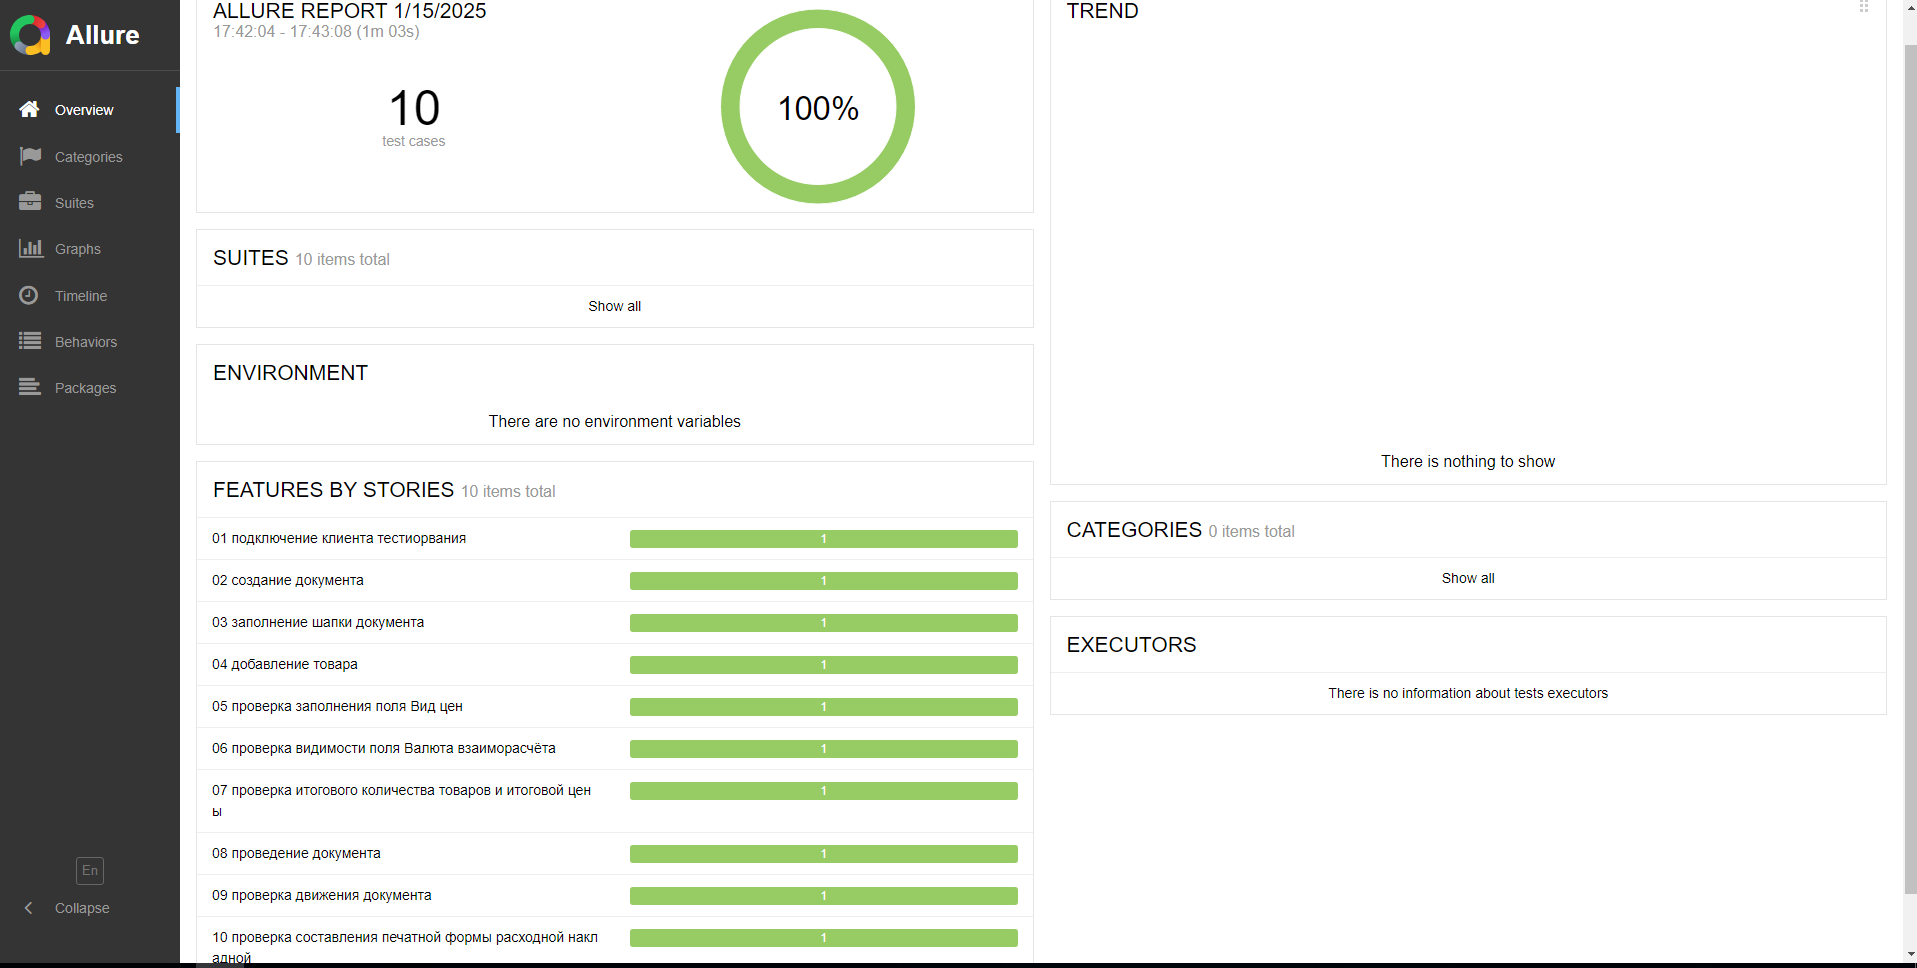 Allure
Overview
Categories
Suites
Graphs
Timeline
Behaviors
Packages
En
Collapse
ALLURE REPORT 1/15/2025
17:42:04 - 17:43:08 (1m 03s)
10
test cases
100%
SUITES 10 items total
Show all
ENVIRONMENT
There are no environment variables
FEATURES BY STORIES 10 items total
01 подключение клиента тестиорвания 1
02 создание документа 1
03 заполнение шапки документа 1
04 добавление товара 1
05 проверка заполнения поля Вид цен 1
06 проверка видимости поля Валюта взаиморасчёта 1
07 проверка итогового количества товаров и итоговой цен 1
ы
08 проведение документа 1
09 проверка движения документа 1
10 проверка составления печатной формы расходной накл 1
адной
TREND
There is nothing to show
CATEGORIES 0 items total
Show all
EXECUTORS
There is no information about tests executors